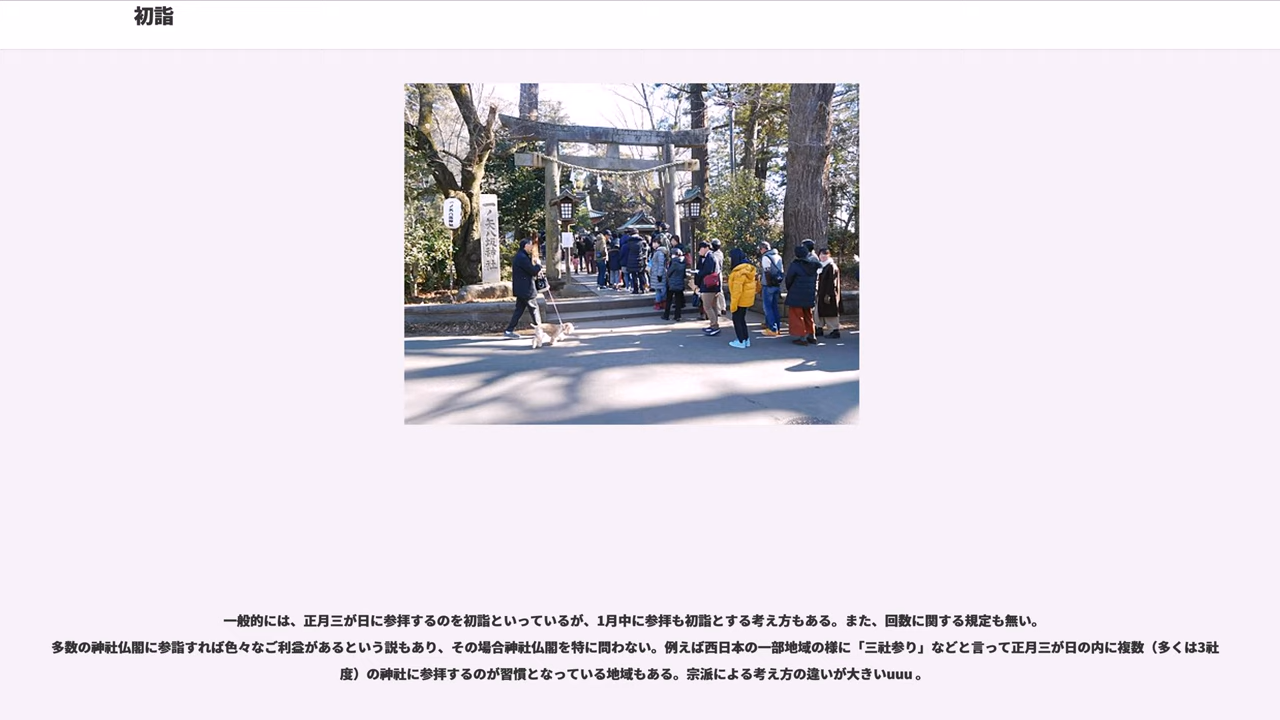 初詣
一ノ矢八坂神社
一般的には、正月三が日に参拝するのを初詣といっているが、1月中に参拝も初詣とする考え方もある。また、回数に関する規定も無い。
多数の神社仏閣に参詣すれば色々なご利益があるという説もあり、その場合神社仏閣を特に問わない。例えば西日本の一部地域の様に「三社参り」などと言って正月三が日の内に複数（多くは3社
度）の神社に参拝するのが習慣となっている地域もある。宗派による考え方の違いが大きいuuu 。